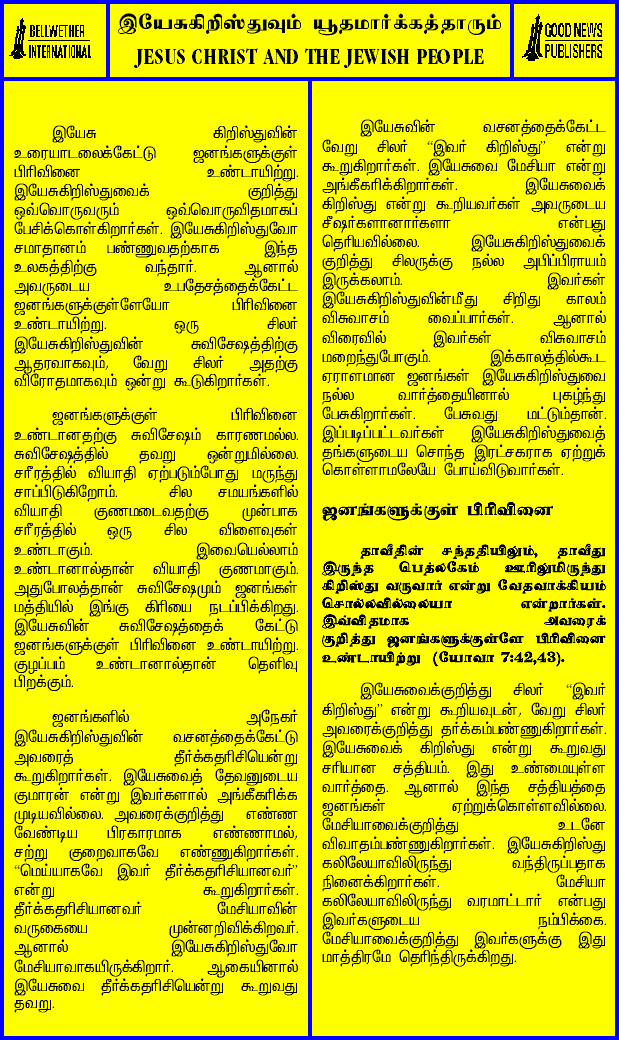 BELLWETHER
INTERNATIONAL
இயேசுகிறிஸ்துவும் யூதமார்க்கத்தாரும்
JESUS CHRIST AND THE JEWISH PEOPLE
GOOD NEWS
PUBLISHERS
இயேசு கிறிஸ்துவின்
உரையாடலைக்கேட்டு ஜனங்களுக்குள்
பிரிவினை உண்டாயிற்று.
இயேசுகிறிஸ்துவைக் குறித்து
ஒவ்வொருவரும் ஒவ்வொருவிதமாகப்
பேசிக்கொள்கிறார்கள். இயேசுகிறிஸ்துவோ
சமாதானம் பண்ணுவதற்காக இந்த
உலகத்திற்கு வந்தார். ஆனால்
அவருடைய உபதேசத்தைக்கேட்ட
ஜனங்களுக்குள்ளேயோ பிரிவினை
உண்டாயிற்று. ஒரு சிலர்
இயேசுகிறிஸ்துவின் சுவிசேஷத்திற்கு
ஆதரவாகவும், வேறு சிலர் அதற்கு
விரோதமாகவும் ஒன்று கூடுகிறார்கள்.
ஜனங்களுக்குள் பிரிவினை
உண்டானதற்கு சுவிசேஷம் காரணமல்ல.
சுவிசேஷத்தில் தவறு ஒன்றுமில்லை.
சரீரத்தில் வியாதி ஏற்படும்போது மருந்து
சாப்பிடுகிறோம். சில சமயங்களில்
வியாதி குணமடைவதற்கு முன்பாக
சரீரத்தில் ஒரு சில விளைவுகள்
உண்டாகும். இவையெல்லாம்
உண்டானால்தான் வியாதி குணமாகும்.
அதுபோலத்தான் சுவிசேஷமும் ஜனங்கள்
மத்தியில் இங்கு கிரியை நடப்பிக்கிறது.
இயேசுவின் சுவிசேஷத்தைக் கேட்டு
ஜனங்களுக்குள் பிரிவினை உண்டாயிற்று.
குழப்பம் உண்டானால்தான் தெளிவு
பிறக்கும்.
ஜனங்களில் அநேகர்
இயேசுகிறிஸ்துவின் வசனத்தைக்கேட்டு
அவரைத் தீர்க்கதரிசியென்று
கூறுகிறார்கள். இயேசுவைத் தேவனுடைய
குமாரன் என்று இவர்களால் அங்கீகரிக்க
முடியவில்லை. அவரைக்குறித்து எண்ண
வேண்டிய பிரகாரமாக எண்ணாமல்,
சற்று குறைவாகவே எண்ணுகிறார்கள்.
“மெய்யாகவே இவர் தீர்க்கதரிசியானவர்”
என்று கூறுகிறார்கள்.
தீர்க்கதரிசியானவர் மேசியாவின்
வருகையை முன்னறிவிக்கிறவர்.
ஆனால் இயேசுகிறிஸ்துவோ
மேசியாவாகயிருக்கிறார். ஆகையினால்
இயேசுவை தீர்க்கதரிசியென்று கூறுவது
தவறு.
இயேசுவின் வசனத்தைக்கேட்ட
வேறு சிலர் “இவர் கிறிஸ்து” என்று
கூறுகிறார்கள். இயேசுவை மேசியா என்று
அங்கீகரிக்கிறார்கள். இயேசுவைக்
கிறிஸ்து என்று கூறியவர்கள் அவருடைய
சீஷர்களானார்களா என்பது
தெரியவில்லை. இயேசுகிறிஸ்துவைக்
குறித்து சிலருக்கு நல்ல அபிப்பிராயம்
இருக்கலாம். இவர்கள்
இயேசுகிறிஸ்துவின்மீது சிறிது காலம்
விசுவாசம் வைப்பார்கள். ஆனால்
விரைவில் இவர்கள் விசுவாசம்
மறைந்துபோகும். இக்காலத்தில்கூட
ஏராளமான ஜனங்கள் இயேசுகிறிஸ்துவை
நல்ல வார்த்தையினால் புகழ்ந்து
பேசுகிறார்கள். பேசுவது மட்டும்தான்.
இப்படிப்பட்டவர்கள் இயேசுகிறிஸ்துவைத்
தங்களுடைய சொந்த இரட்சகராக ஏற்றுக்
கொள்ளாமலேயே போய்விடுவார்கள்.
ஜனங்களுக்குள் பிரிவினை
தாவீதின் சந்ததியிலும், தாவீது
இருந்த பெத்லகேம் ஊரிலுமிருந்து
கிறிஸ்து வருவார் என்று வேதவாக்கியம்
சொல்லவில்லையா என்றார்கள்.
இவ்விதமாக அவரைக்
குறித்து ஜனங்களுக்குள்ளே பிரிவினை
உண்டாயிற்று (யோவா 7:42,43).
இயேசுவைக்குறித்து சிலர் “இவர்
கிறிஸ்து” என்று கூறியவுடன், வேறு சிலர்
அவரைக்குறித்து தர்க்கம்பண்ணுகிறார்கள்.
இயேசுவைக் கிறிஸ்து என்று கூறுவது
சரியான சத்தியம். இது உண்மையுள்ள
வார்த்தை. ஆனால் இந்த சத்தியத்தை
ஜனங்கள் ஏற்றுக்கொள்ளவில்லை.
மேசியாவைக்குறித்து உடனே
விவாதம்பண்ணுகிறார்கள். இயேசுகிறிஸ்து
கலிலேயாவிலிருந்து வந்திருப்பதாக
நினைக்கிறார்கள். மேசியா
கலிலேயாவிலிருந்து வரமாட்டார் என்பது
இவர்களுடைய நம்பிக்கை.
மேசியாவைக்குறித்து இவர்களுக்கு இது
மாத்திரமே தெரிந்திருக்கிறது.